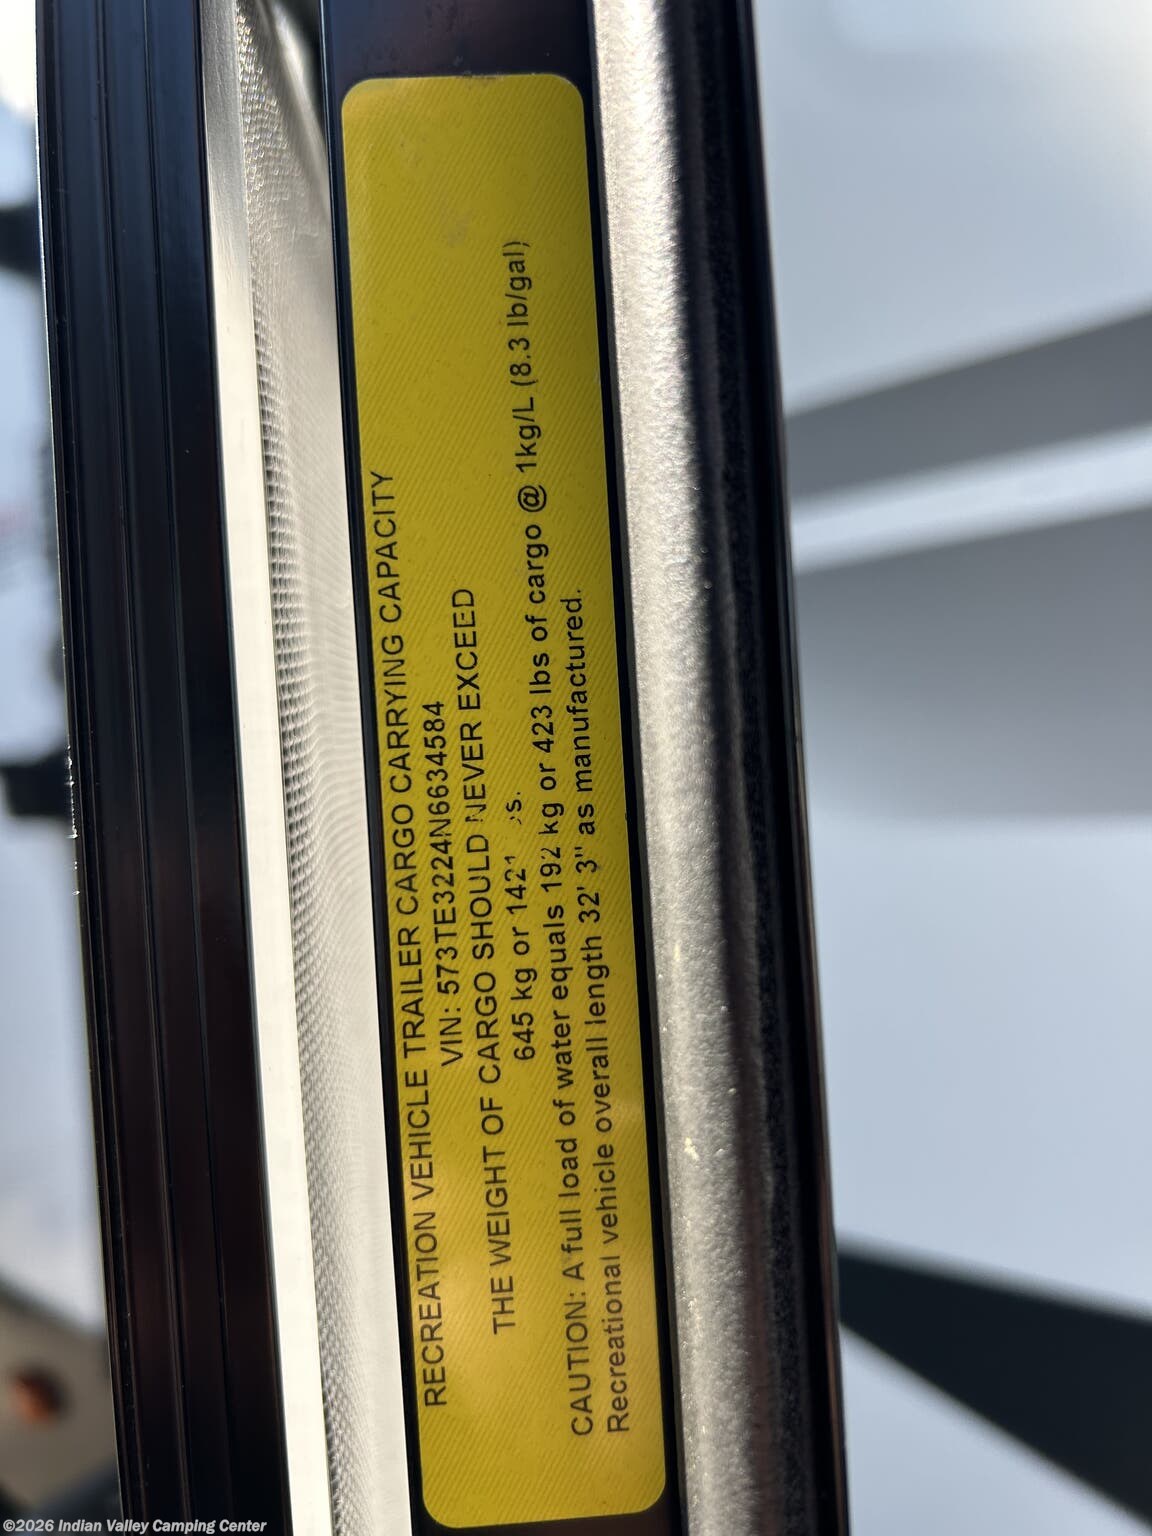 RECREATION VEHICLE TRAILER CARGO CARRYING CAPACITY
VIN: 573TE3224N6634584
THE WEIGHT OF CARGO SHOULD NEVER EXCEED
645 kg or
CAUTION: A full load of water equals 192 kg or 423 lbs of cargo @ 1kg/L (8.3 lb/gal)
Recreational vehicle overall length 32' 3" as manufactured.
©2026 Indian Valley Camping Center